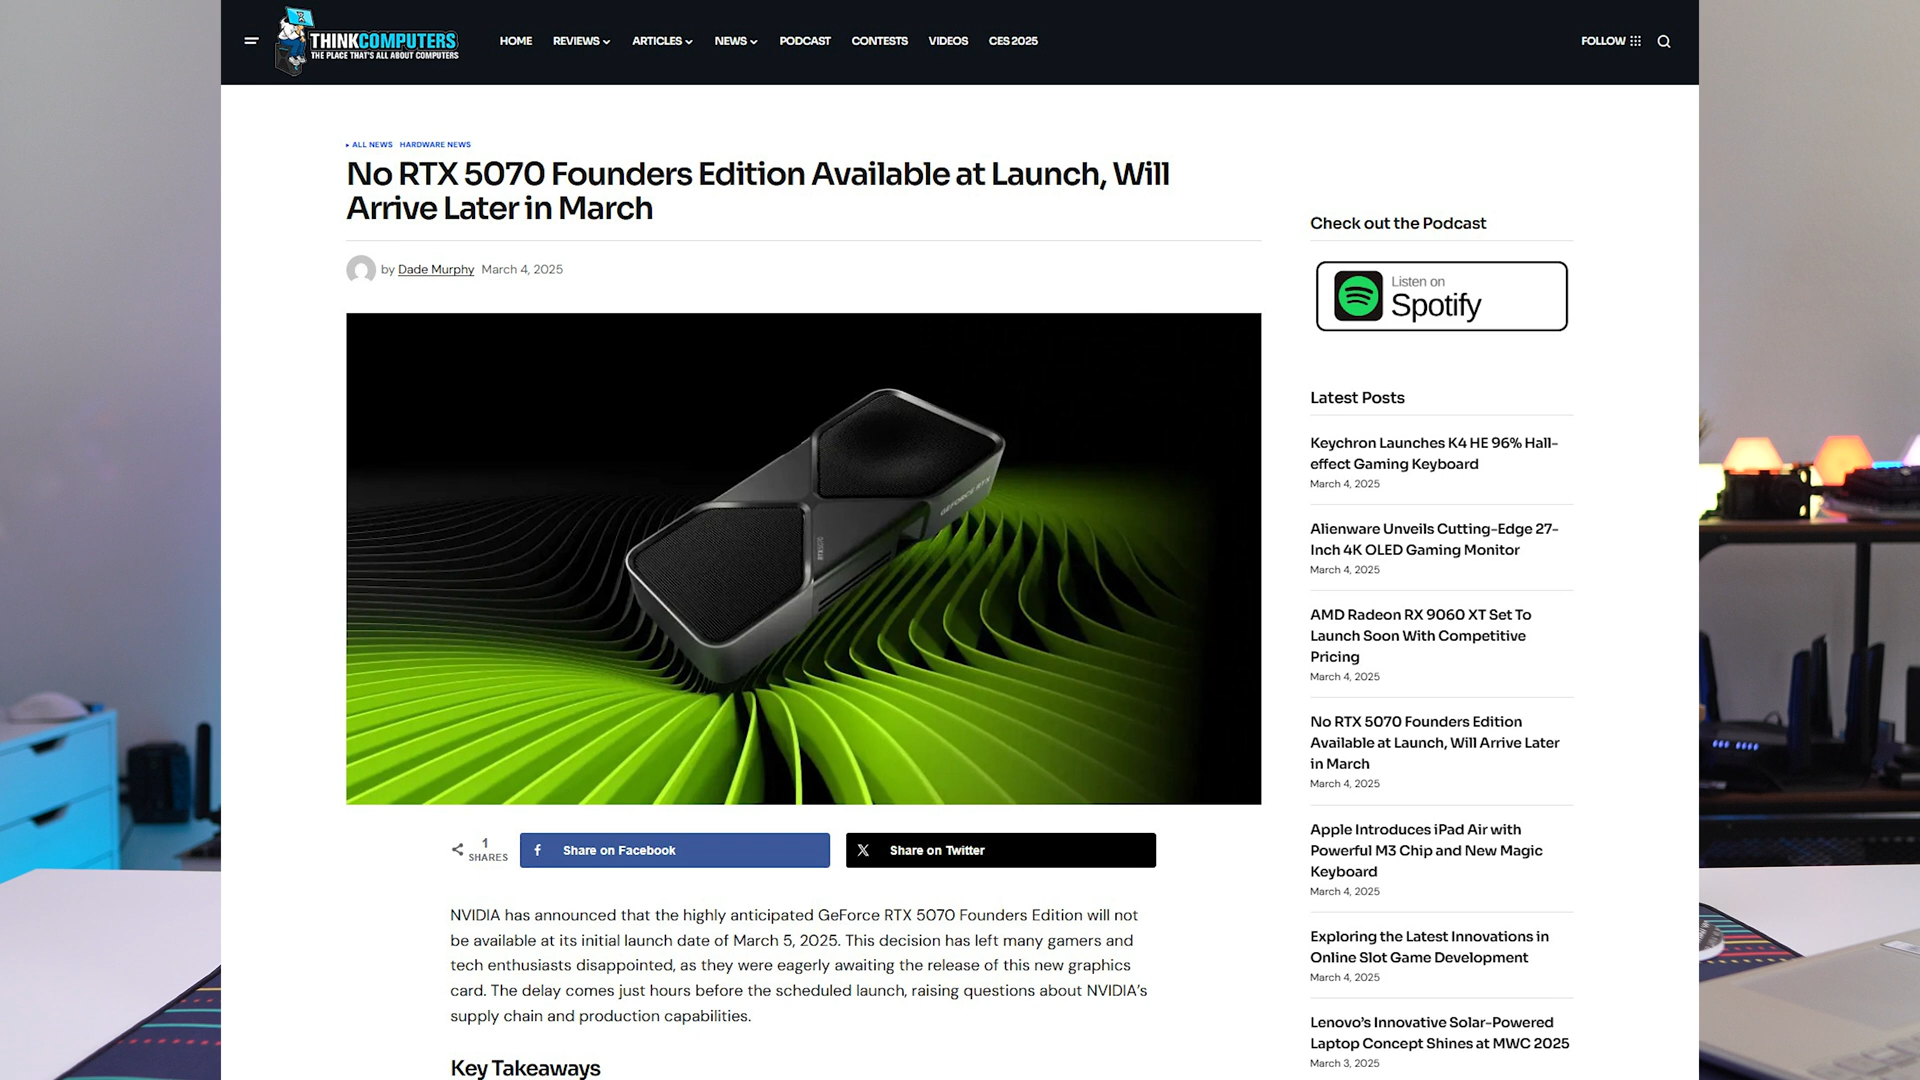 THINKCOMPUTERS
THE PLACE THAT'S ALL ABOUT COMPUTERS
HOME
REVIEWS
ARTICLES
NEWS
PODCAST
CONTESTS
VIDEOS
CES 2025
FOLLOW
ALL NEWS HARDWARE NEWS
No RTX 5070 Founders Edition Available at Launch, Will
Arrive Later in March
by Dade Murphy March 4, 2025
GEFORCE RTX
RTX 5070
1
SHARES
Share on Facebook
Share on Twitter
NVIDIA has announced that the highly anticipated GeForce RTX 5070 Founders Edition will not
be available at its initial launch date of March 5, 2025. This decision has left many gamers and
tech enthusiasts disappointed, as they were eagerly awaiting the release of this new graphics
card. The delay comes just hours before the scheduled launch, raising questions about NVIDIA's
supply chain and production capabilities.
Key Takeaways
Check out the Podcast
Listen on
Spotify
Latest Posts
Keychron Launches K4 HE 96% Hall-
effect Gaming Keyboard
March 4, 2025
Alienware Unveils Cutting-Edge 27-
Inch 4K OLED Gaming Monitor
March 4, 2025
AMD Radeon RX 9060 XT Set To
Launch Soon With Competitive
Pricing
March 4, 2025
No RTX 5070 Founders Edition
Available at Launch, Will Arrive Later
in March
March 4, 2025
Apple Introduces iPad Air with
Powerful M3 Chip and New Magic
Keyboard
March 4, 2025
Exploring the Latest Innovations in
Online Slot Game Development
March 4, 2025
Lenovo's Innovative Solar-Powered
Laptop Concept Shines at MWC 2025
March 3, 2025